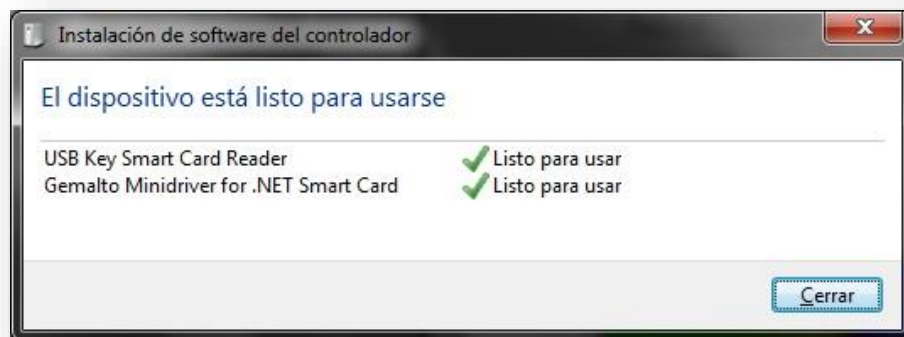 Instalación de software del controlador
El dispositivo está listo para usarse
USB Key Smart Card Reader Listo para usar
Gemalto Minidriver for .NET Smart Card Listo para usar
Cerrar